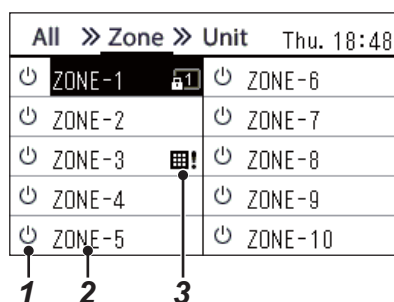 All >> Zone >> Unit Thu. 18:48
ZONE-1 1 ZONE-6
ZONE-2 ZONE-7
ZONE-3 ! ZONE-8
ZONE-4 ZONE-9
ZONE-5 ZONE-10
1 2 3